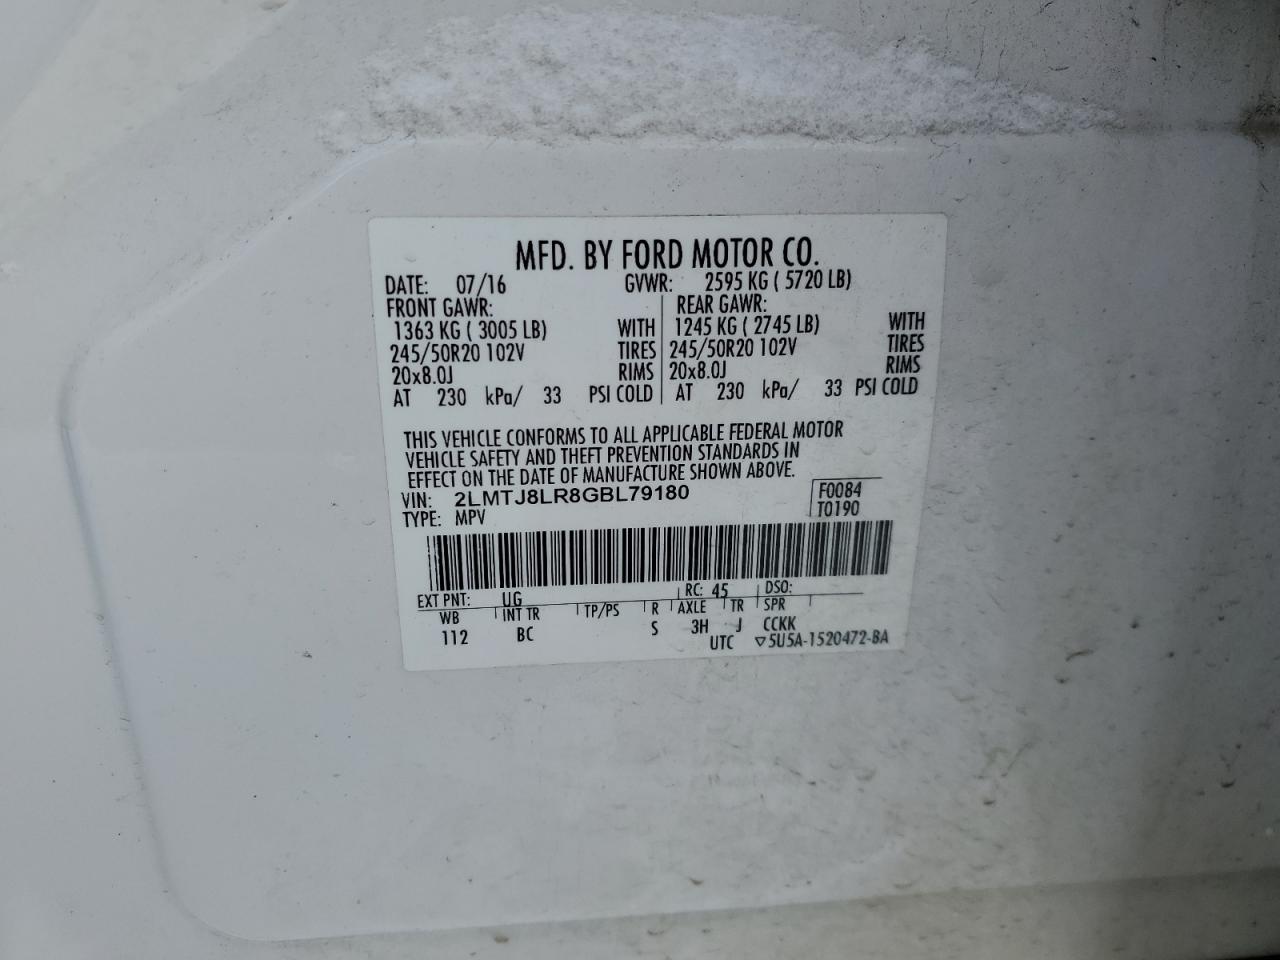 MFD. BY FORD MOTOR CO.
DATE: 07/16 GVWR: 2595 KG ( 5720 LB)
FRONT GAWR: REAR GAWR:
1363 KG ( 3005 LB) WITH 1245 KG ( 2745 LB) WITH
245/50R20 102V TIRES 245/50R20 102V TIRES
20x8.0J RIMS 20x8.0J RIMS
AT 230 kPa/ 33 PSI COLD AT 230 kPa/ 33 PSI COLD
THIS VEHICLE CONFORMS TO ALL APPLICABLE FEDERAL MOTOR
VEHICLE SAFETY AND THEFT PREVENTION STANDARDS IN
EFFECT ON THE DATE OF MANUFACTURE SHOWN ABOVE.
VIN: 2LMTJ8LR8GBL79180 F0084
TYPE: MPV T0190
EXT PNT: UG RC: 45 DSO:
WB INT TR TP/PS R AXLE TR SPR
112 BC S 3H J CCKK
UTC ▽5U5A-1520472-BA